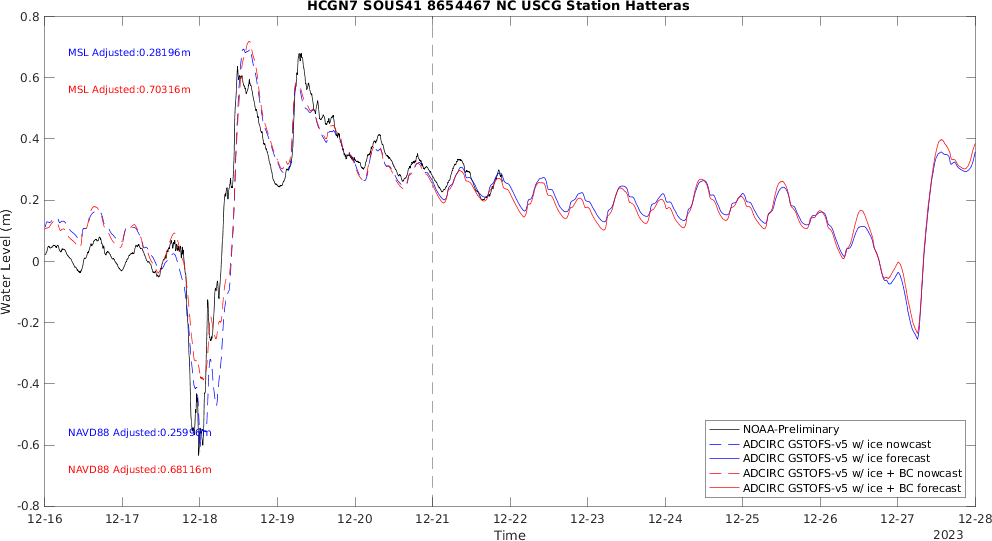 HCGN7 SOUS41 8654467 NC USCG Station Hatteras
0.8
0.6
0.4
0.2
0
-0.2
-0.4
-0.6
-0.8
Water Level (m)
MSL Adjusted:0.28196m
MSL Adjusted:0.70316m
NAVD88 Adjusted:0.25996m
NAVD88 Adjusted:0.68116m
NOAA-Preliminary
ADCIRC GSTOFS-v5 w/ ice nowcast
ADCIRC GSTOFS-v5 w/ ice forecast
ADCIRC GSTOFS-v5 w/ ice + BC nowcast
ADCIRC GSTOFS-v5 w/ ice + BC forecast
12-16 12-17 12-18 12-19 12-20 12-21 12-22 12-23 12-24 12-25 12-26 12-27 12-28
Time
2023